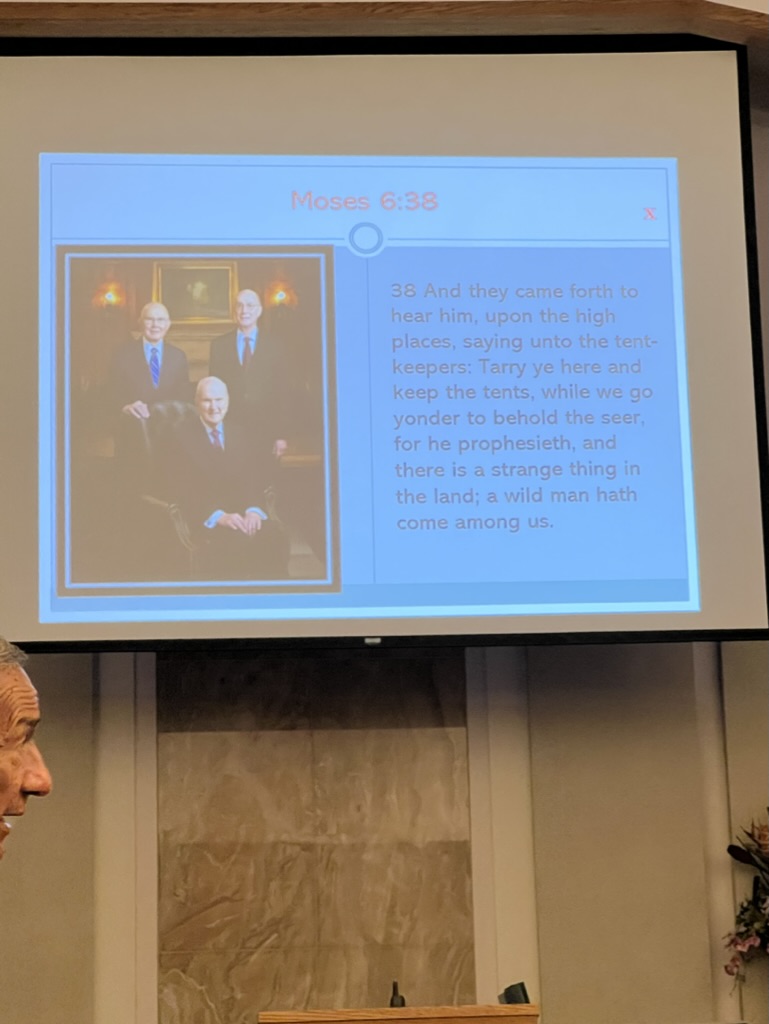 Moses 6:38
X
38 And they came forth to
hear him, upon the high
places, saying unto the tent-
keepers: Tarry ye here and
keep the tents, while we go
yonder to behold the seer,
for he prophesieth, and
there is a strange thing in
the land; a wild man hath
come among us.